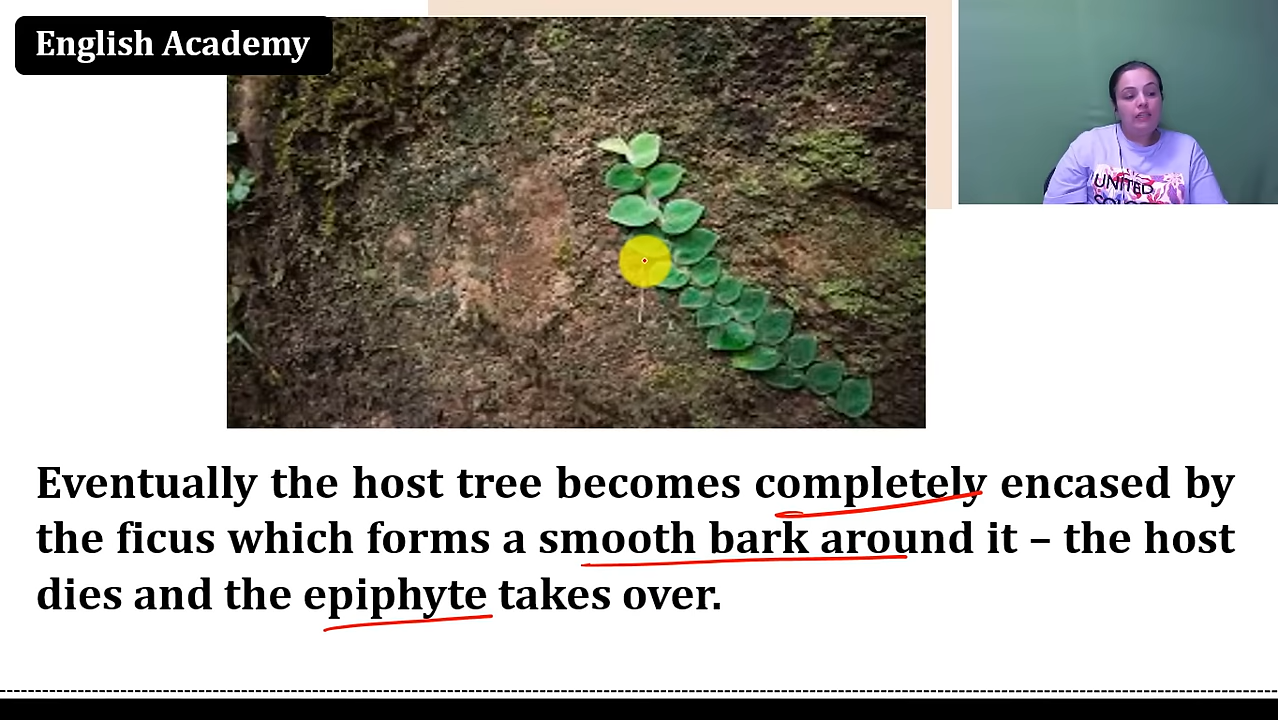 English Academy
UNITED
Eventually the host tree becomes completely encased by
the ficus which forms a smooth bark around it – the host
dies and the epiphyte takes over.